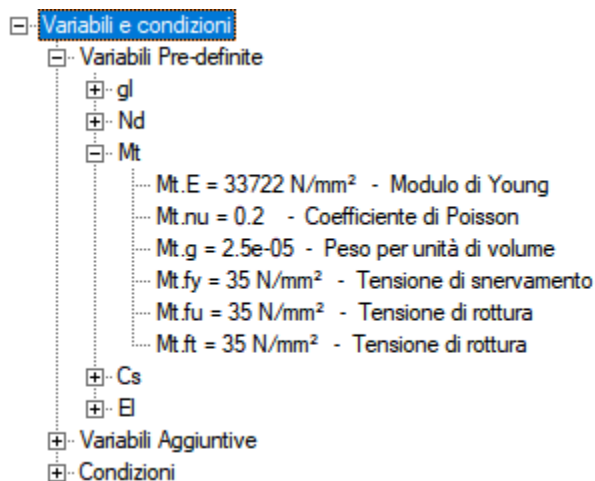 Variabili e condizioni
Variabili Pre-definite
gl
Nd
Mt
Mt.E = 33722 N/mm² - Modulo di Young
Mt.nu = 0.2 - Coefficiente di Poisson
Mt.g = 2.5e-05 - Peso per unità di volume
Mt.fy = 35 N/mm² - Tensione di snervamento
Mt.fu = 35 N/mm² - Tensione di rottura
Mt.ft = 35 N/mm² - Tensione di rottura
Cs
El
Variabili Aggiuntive
Condizioni